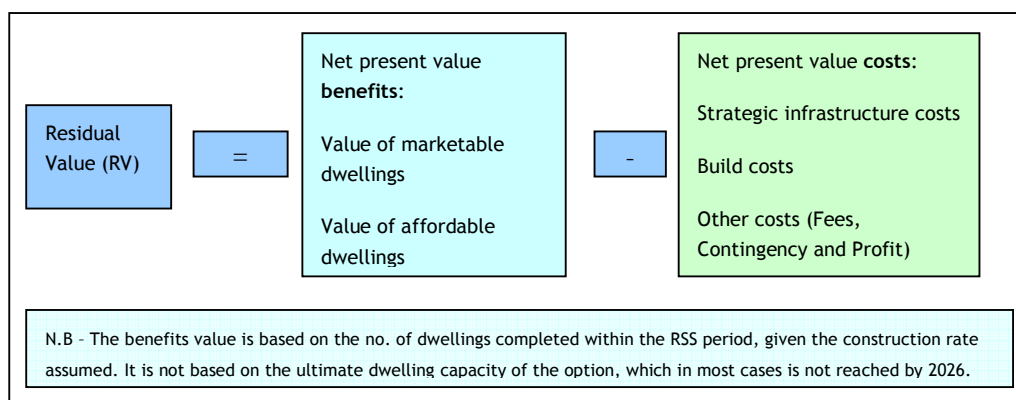 Residual
Value (RV)
=
Net present value
benefits:
Value of marketable
dwellings
Value of affordable
dwellings
-
Net present value costs:
Strategic infrastructure costs
Build costs
Other costs (Fees,
Contingency and Profit)
N.B – The benefits value is based on the no. of dwellings completed within the RSS period, given the construction rate
assumed. It is not based on the ultimate dwelling capacity of the option, which in most cases is not reached by 2026.